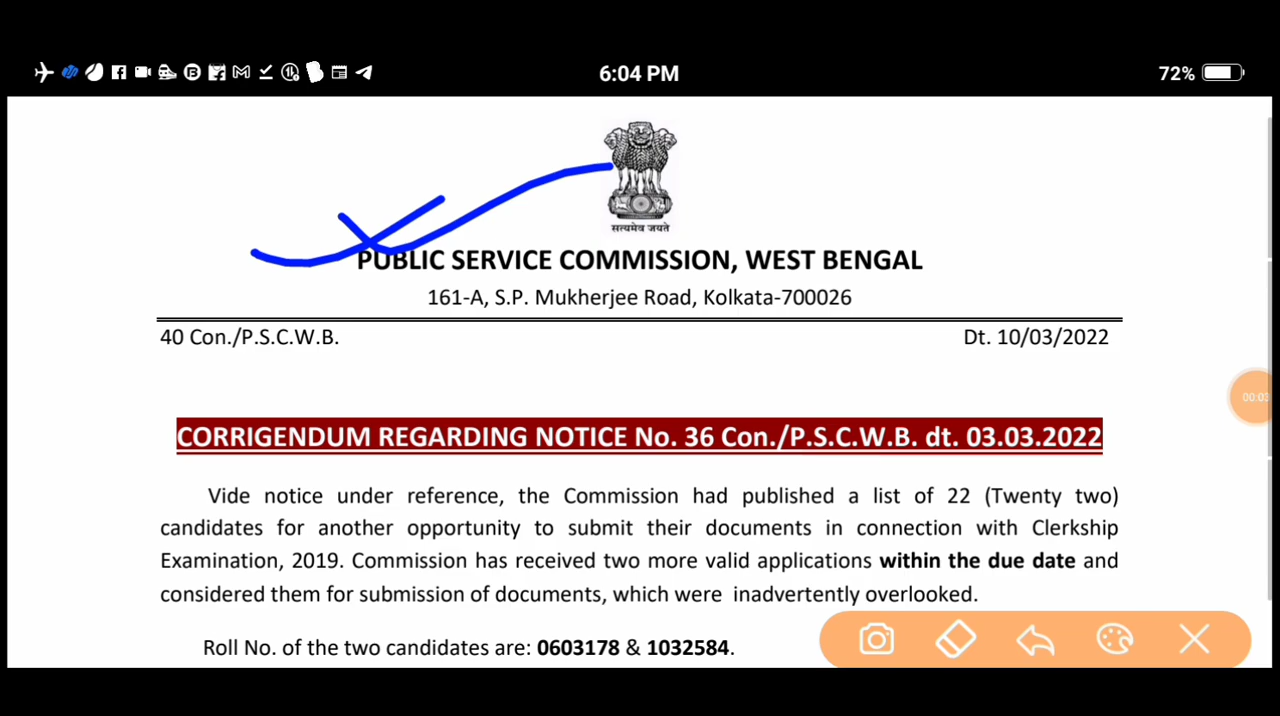 6:04 PM
72%
सत्यमेव जयते
PUBLIC SERVICE COMMISSION, WEST BENGAL
161-A, S.P. Mukherjee Road, Kolkata-700026
40 Con./P.S.C.W.B. Dt. 10/03/2022
CORRIGENDUM REGARDING NOTICE No. 36 Con./P.S.C.W.B. dt. 03.03.2022
Vide notice under reference, the Commission had published a list of 22 (Twenty two)
candidates for another opportunity to submit their documents in connection with Clerkship
Examination, 2019. Commission has received two more valid applications within the due date and
considered them for submission of documents, which were inadvertently overlooked.
00:03
Roll No. of the two candidates are: 0603178 & 1032584.